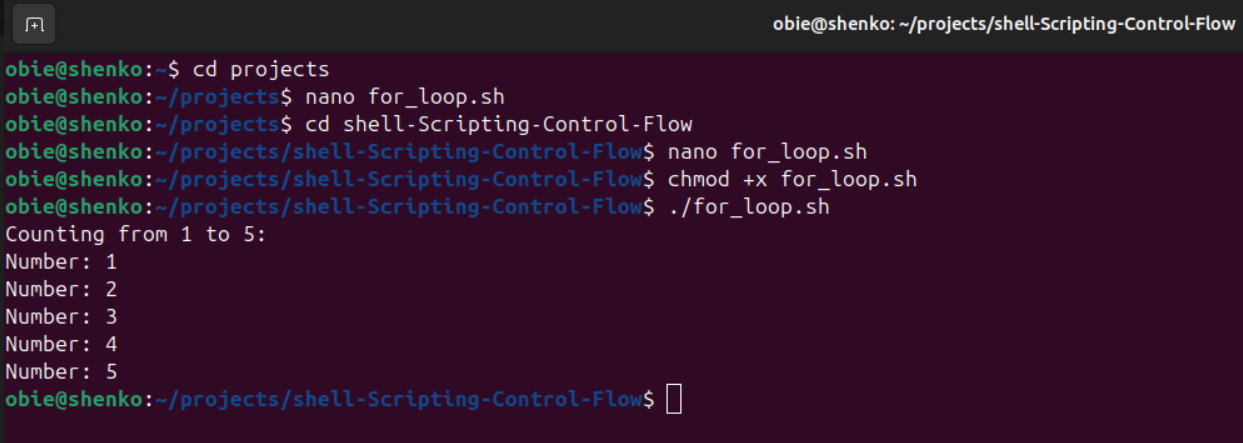 obie@shenko: ~/projects/shell-Scripting-Control-Flow
obie@shenko:~$ cd projects
obie@shenko:~/projects$ nano for_loop.sh
obie@shenko:~/projects$ cd shell-Scripting-Control-Flow
obie@shenko:~/projects/shell-Scripting-Control-Flow$ nano for_loop.sh
obie@shenko:~/projects/shell-Scripting-Control-Flow$ chmod +x for_loop.sh
obie@shenko:~/projects/shell-Scripting-Control-Flow$ ./for_loop.sh
Counting from 1 to 5:
Number: 1
Number: 2
Number: 3
Number: 4
Number: 5
obie@shenko:~/projects/shell-Scripting-Control-Flow$